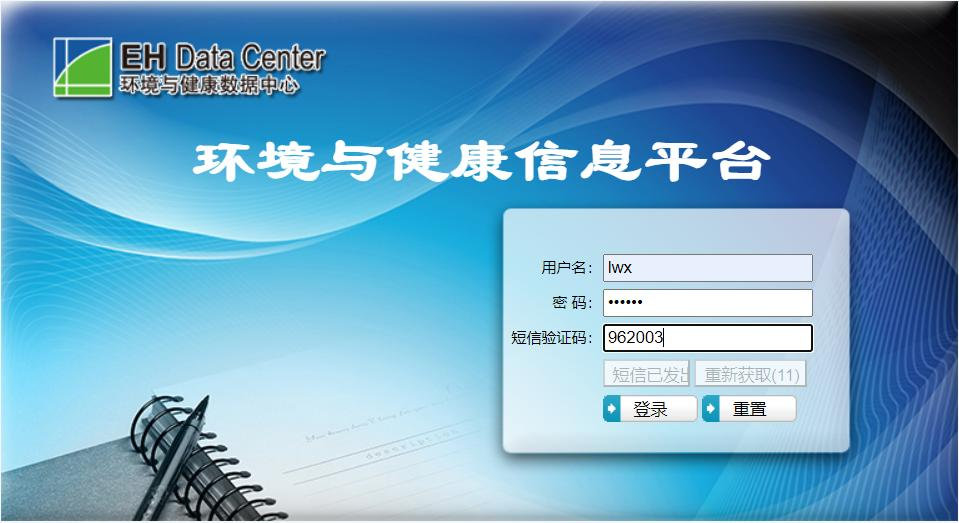 EH Data Center
环境与健康数据中心
环境与健康信息平台
用户名：lwx
密 码：••••••
短信验证码：962003
短信已发出 重新获取(11)
登录 重置
description